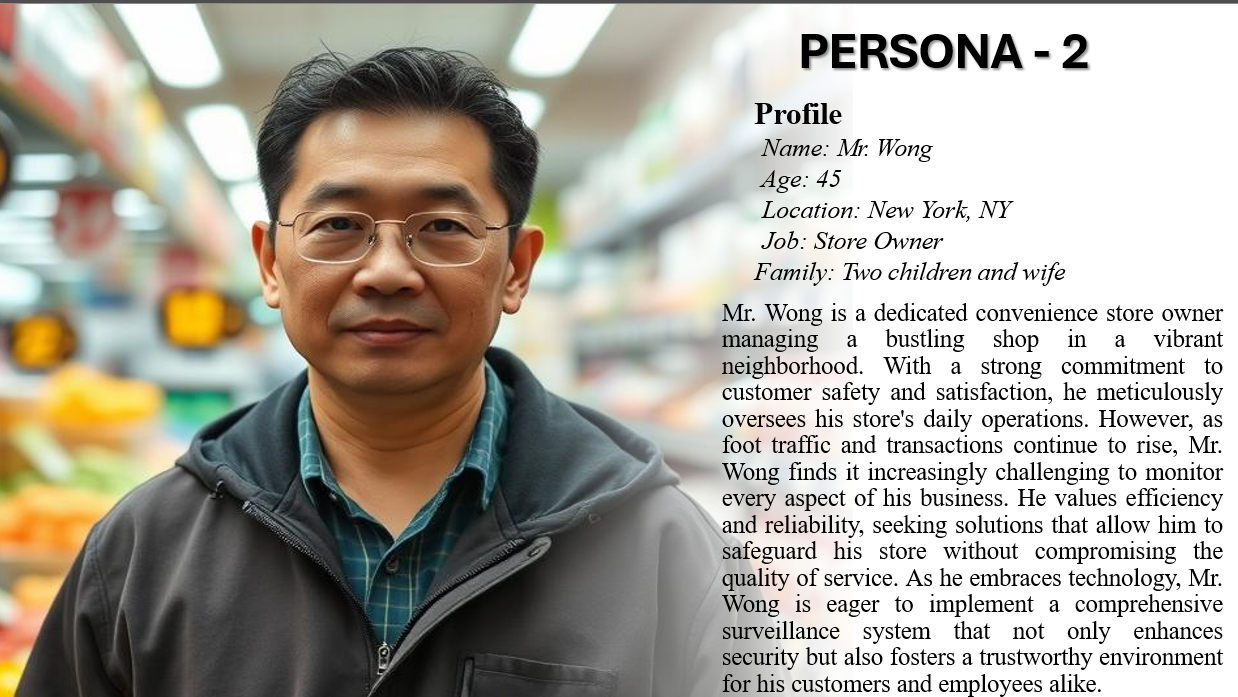 PERSONA - 2
Profile
Name: Mr. Wong
Age: 45
Location: New York, NY
Job: Store Owner
Family: Two children and wife
Mr. Wong is a dedicated convenience store owner
managing a bustling shop in a vibrant
neighborhood. With a strong commitment to
customer safety and satisfaction, he meticulously
oversees his store's daily operations. However, as
foot traffic and transactions continue to rise, Mr.
Wong finds it increasingly challenging to monitor
every aspect of his business. He values efficiency
and reliability, seeking solutions that allow him to
safeguard his store without compromising the
quality of service. As he embraces technology, Mr.
Wong is eager to implement a comprehensive
surveillance system that not only enhances
security but also fosters a trustworthy environment
for his customers and employees alike.